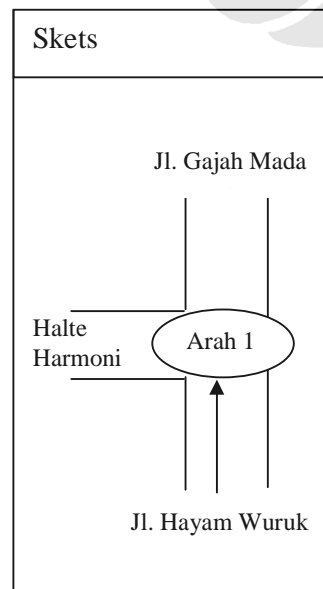 Skets
Jl. Gajah Mada
Halte
Harmoni
Arah 1
Jl. Hayam Wuruk